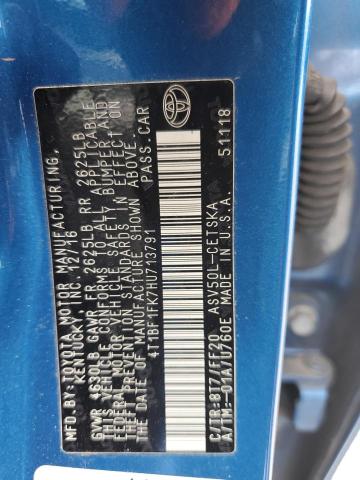 MFD.BY:TOYOTA MOTOR MANUFACTURING,
KENTUCKY, INC. 12/16
GVWR 4630LB GAWR FR 2625LB RR 2625LB
THIS VEHICLE CONFORMS TO ALL APPLICABLE
FEDERAL MOTOR VEHICLE SAFETY, BUMPER, AND
THEFT PREVENTION STANDARDS IN EFFECT ON
THE DATE OF MANUFACTURE SHOWN ABOVE.
4T1BF1FK7HU713791 PASS.CAR
C/TR:8T7/FF20 ASV50L-CETSKA
A/TM:-01A/U760E MADE IN U.S.A. 51118